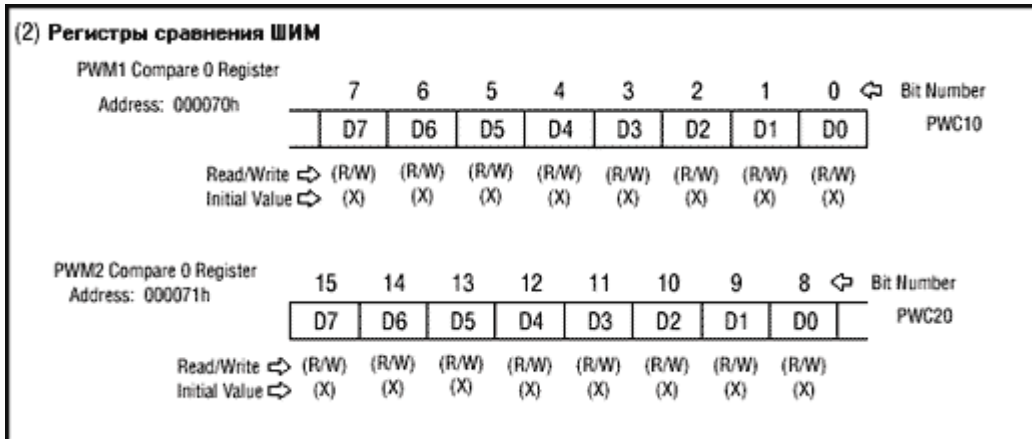 (2) Регистры сравнения ШИМ
PWM1 Compare 0 Register
Address: 000070h
7 6 5 4 3 2 1 0 Bit Number
D7 D6 D5 D4 D3 D2 D1 D0 PWC10
Read/Write (R/W) (R/W) (R/W) (R/W) (R/W) (R/W) (R/W) (R/W)
Initial Value (X) (X) (X) (X) (X) (X) (X) (X)
PWM2 Compare 0 Register
Address: 000071h
15 14 13 12 11 10 9 8 Bit Number
D7 D6 D5 D4 D3 D2 D1 D0 PWC20
Read/Write (R/W) (R/W) (R/W) (R/W) (R/W) (R/W) (R/W) (R/W)
Initial Value (X) (X) (X) (X) (X) (X) (X) (X)